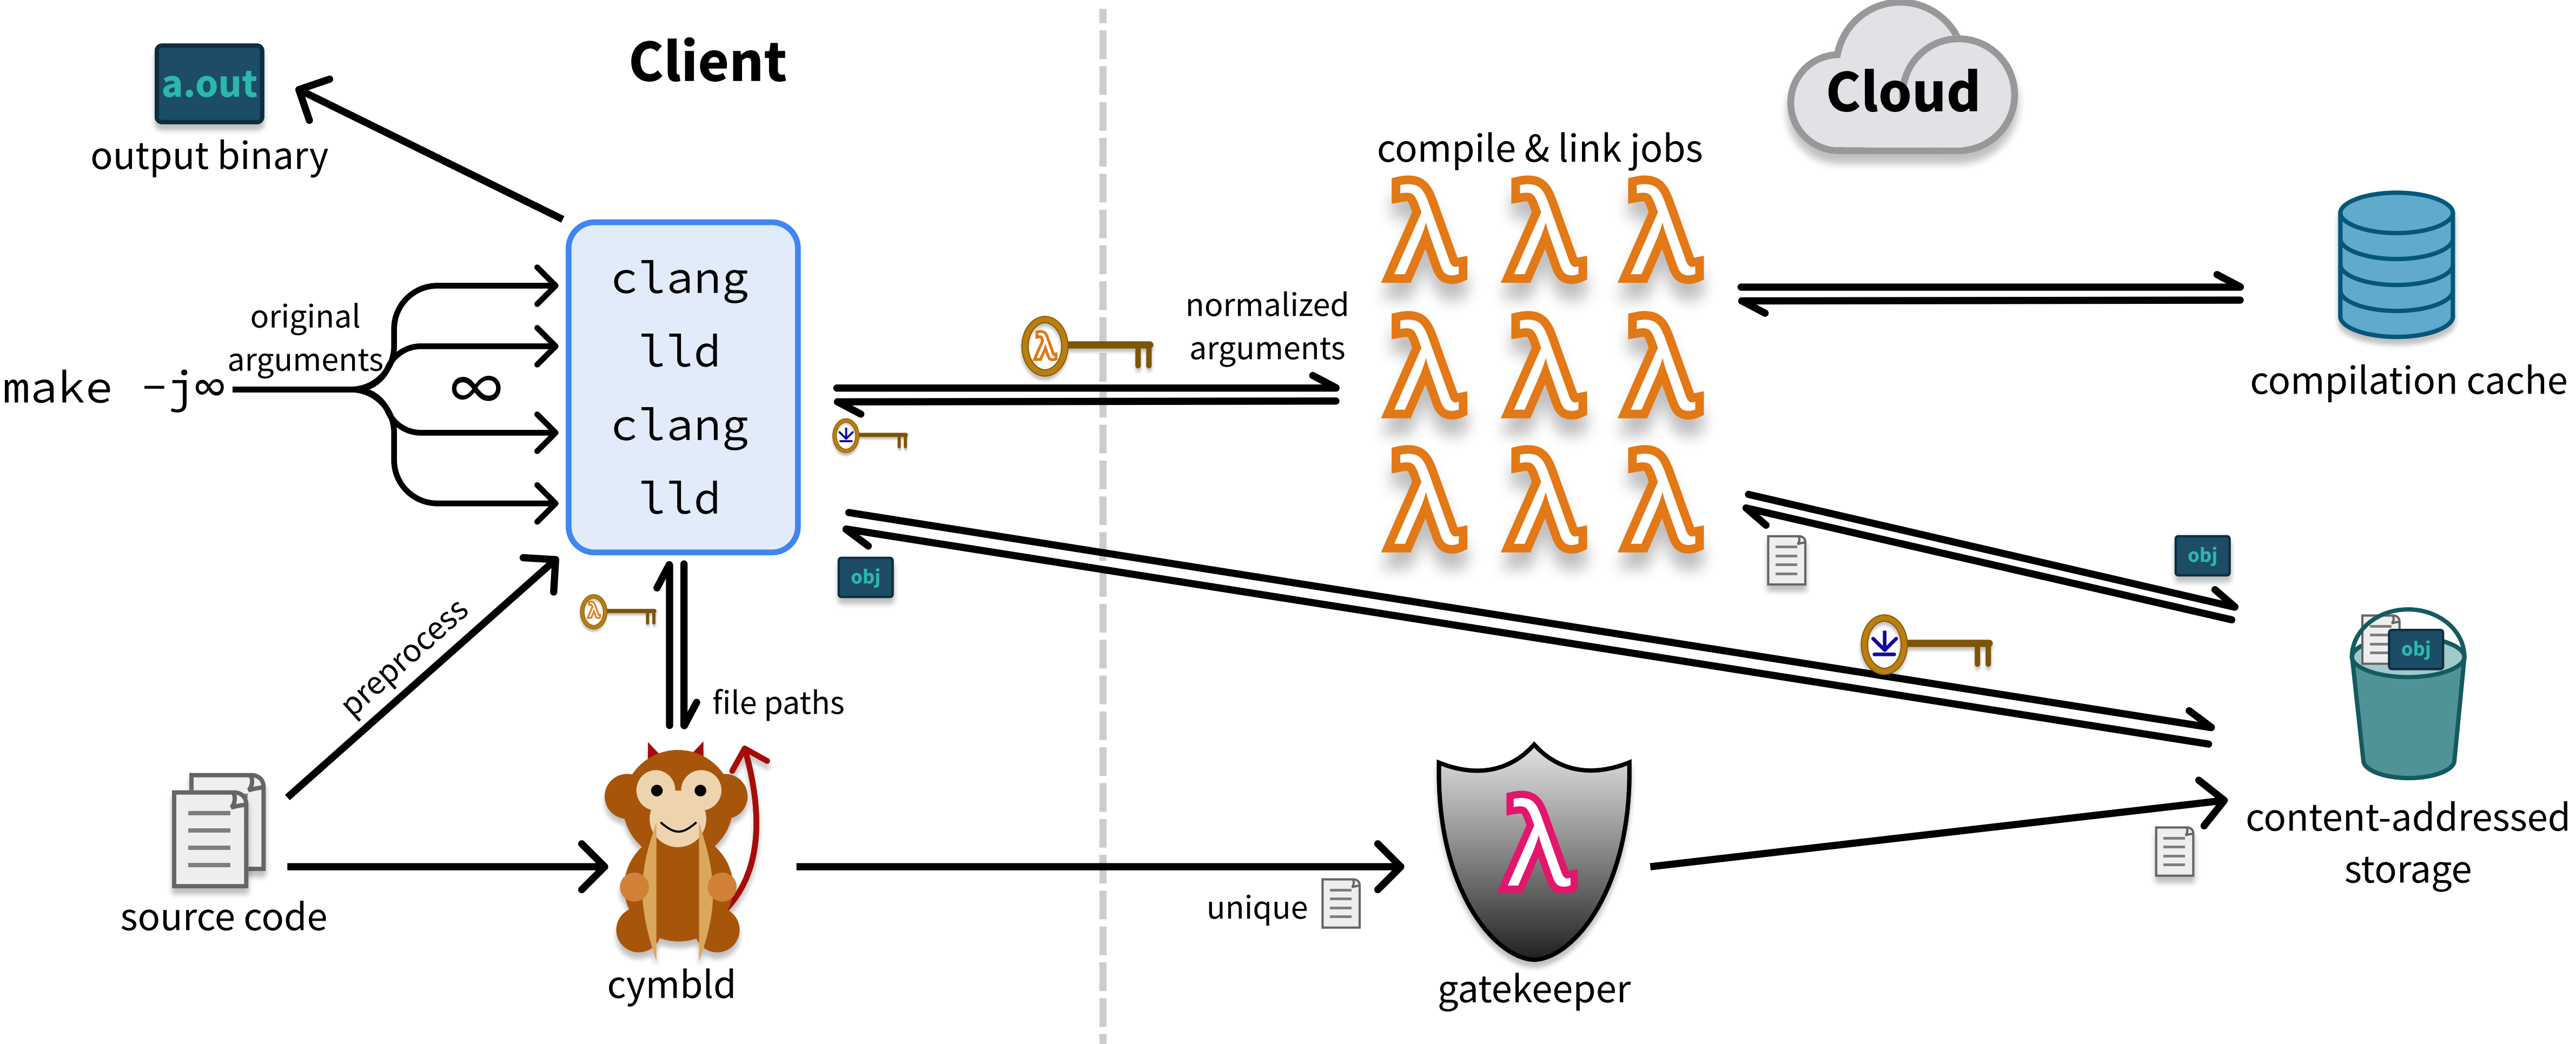 Client
Cloud
a.out
output binary
compile & link jobs
clang
lld
clang
lld
original
arguments
make -j∞
∞
λ
normalized
arguments
λ λ λ
λ λ λ
λ λ λ
compilation cache
obj
obj
λ
preprocess
file paths
obj
source code
cymbld
unique
λ
gatekeeper
content-addressed
storage